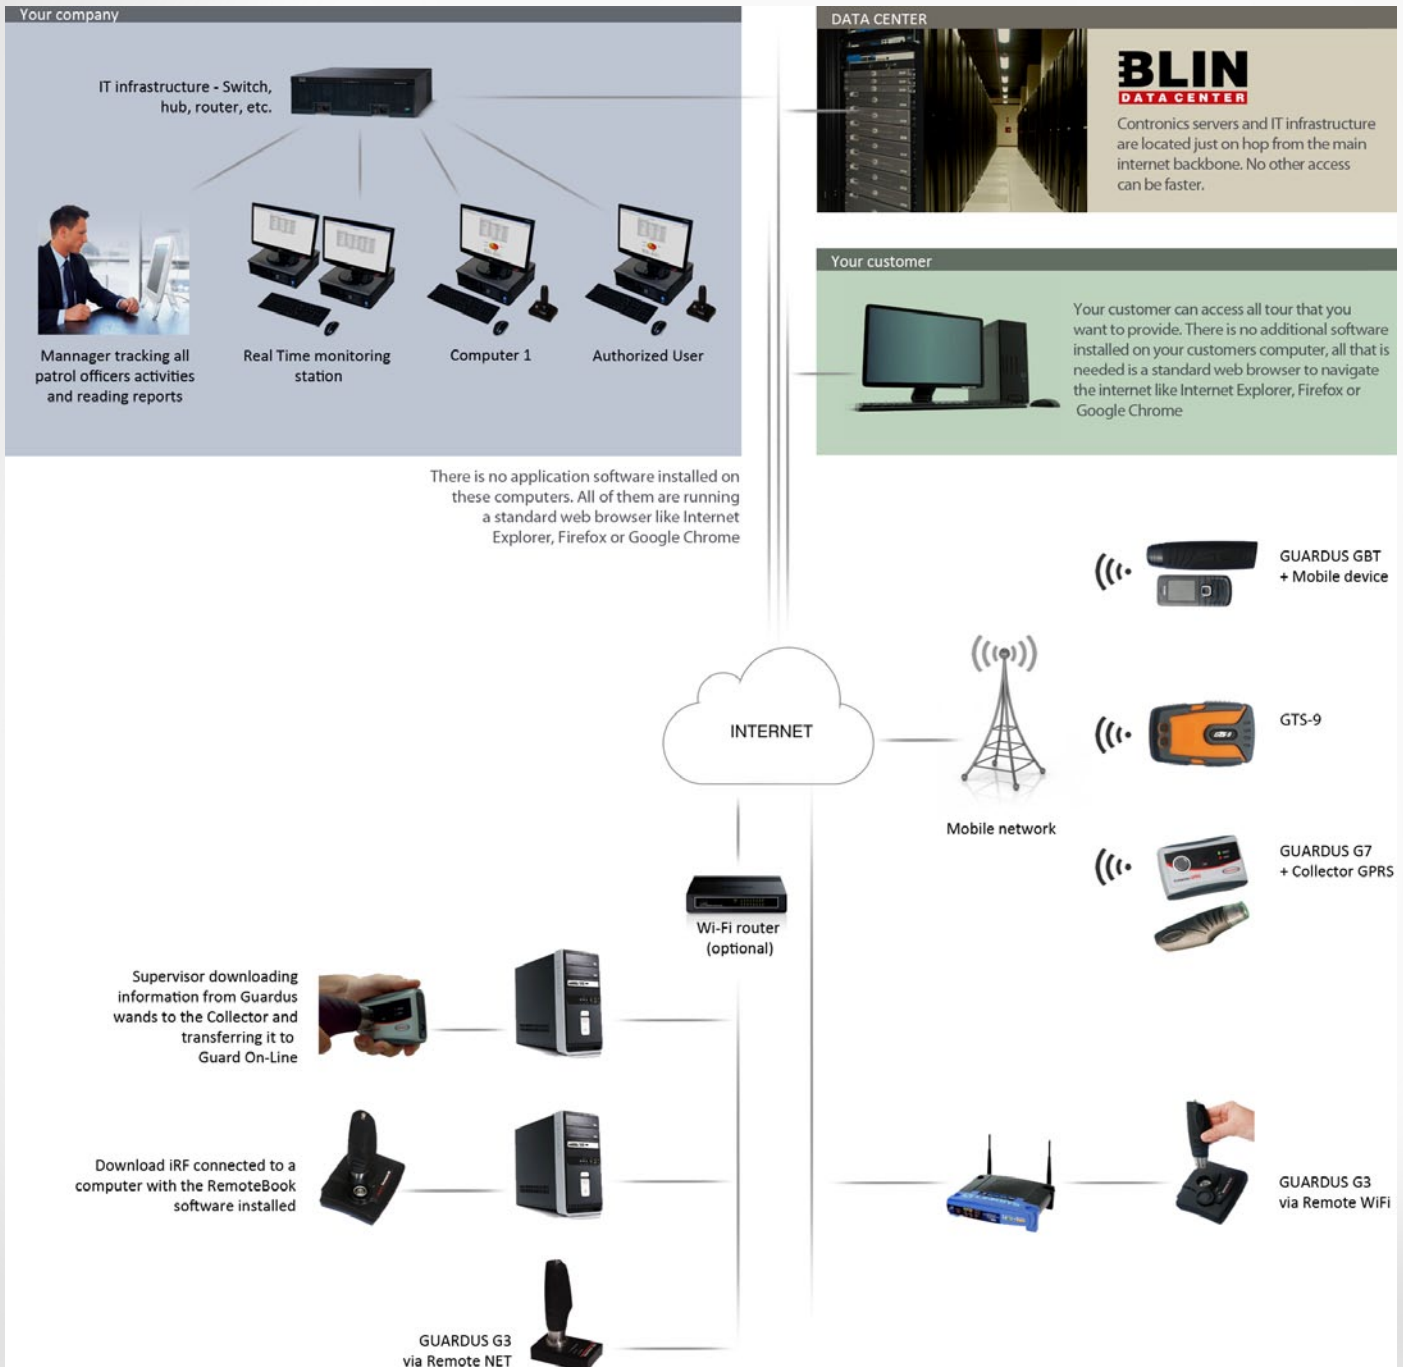 Your company
IT infrastructure - Switch,
hub, router, etc.
Mannager tracking all
patrol officers activities
and reading reports
Real Time monitoring
station
Computer 1
Authorized User
There is no application software installed on
these computers. All of them are running
a standard web browser like Internet
Explorer, Firefox or Google Chrome
DATA CENTER
BLIN
DATA CENTER
Contronics servers and IT infrastructure
are located just on hop from the main
internet backbone. No other access
can be faster.
Your customer
Your customer can access all tour that you
want to provide. There is no additional software
installed on your customers computer, all that is
needed is a standard web browser to navigate
the internet like Internet Explorer, Firefox or
Google Chrome
GUARDUS GBT
+ Mobile device
GTS-9
INTERNET
Mobile network
GUARDUS G7
+ Collector GPRS
Wi-Fi router
(optional)
Supervisor downloading
information from Guardus
wands to the Collector and
transferring it to
Guard On-Line
Download iRF connected to a
computer with the RemoteBook
software installed
GUARDUS G3
via Remote WiFi
GUARDUS G3
via Remote NET